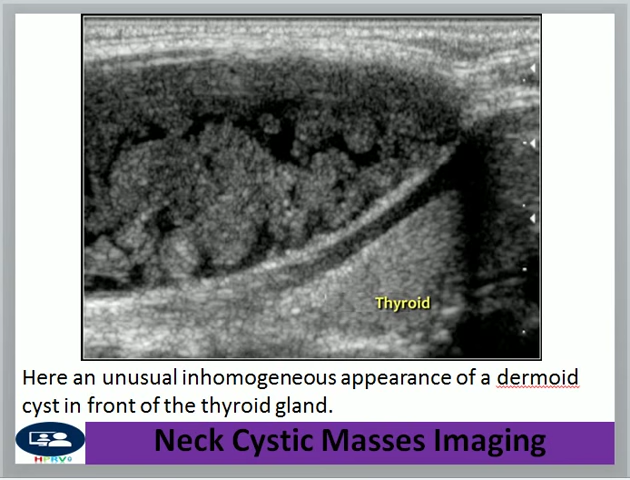 Thyroid
Here an unusual inhomogeneous appearance of a dermoid
cyst in front of the thyroid gland.
Neck Cystic Masses Imaging